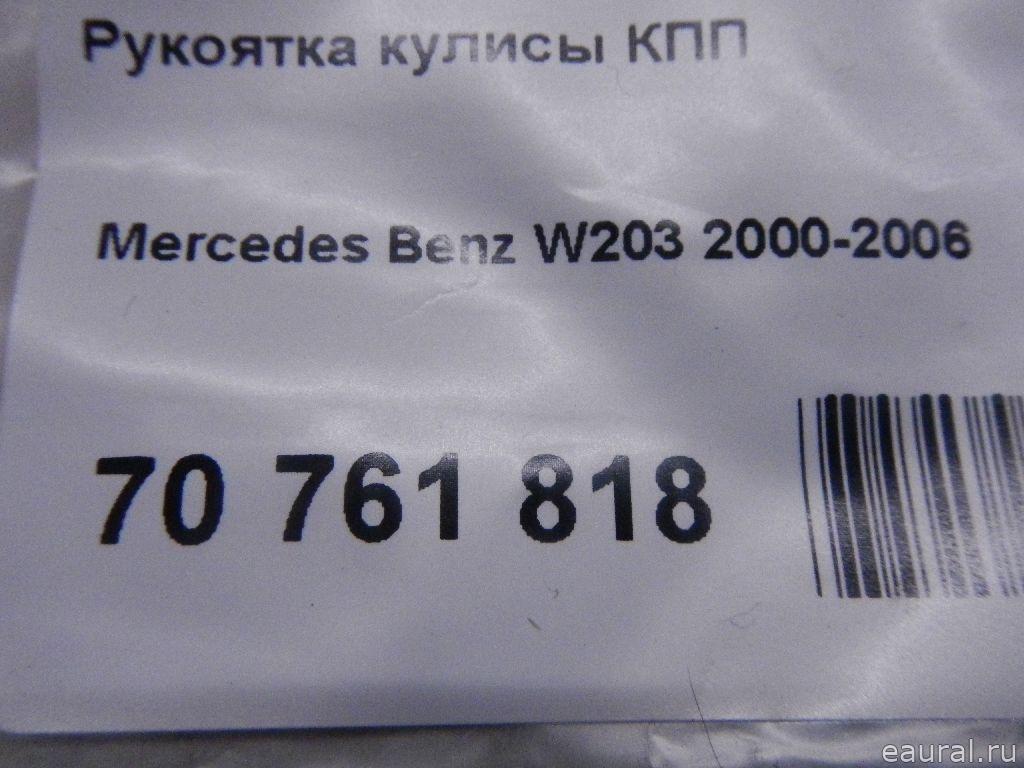 Рукоятка кулисы КПП
Mercedes Benz W203 2000-2006
70 761 818
eaural.ru